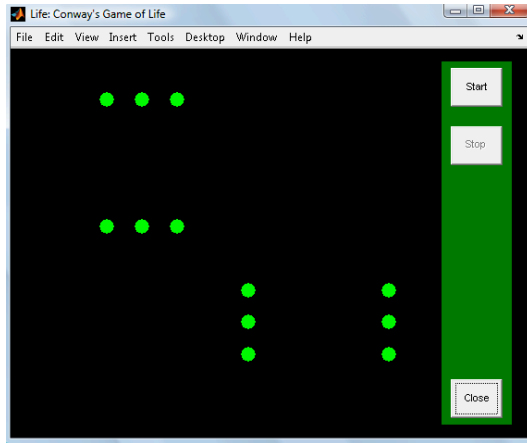 Life: Conway's Game of Life
File Edit View Insert Tools Desktop Window Help
Start
Stop
Close